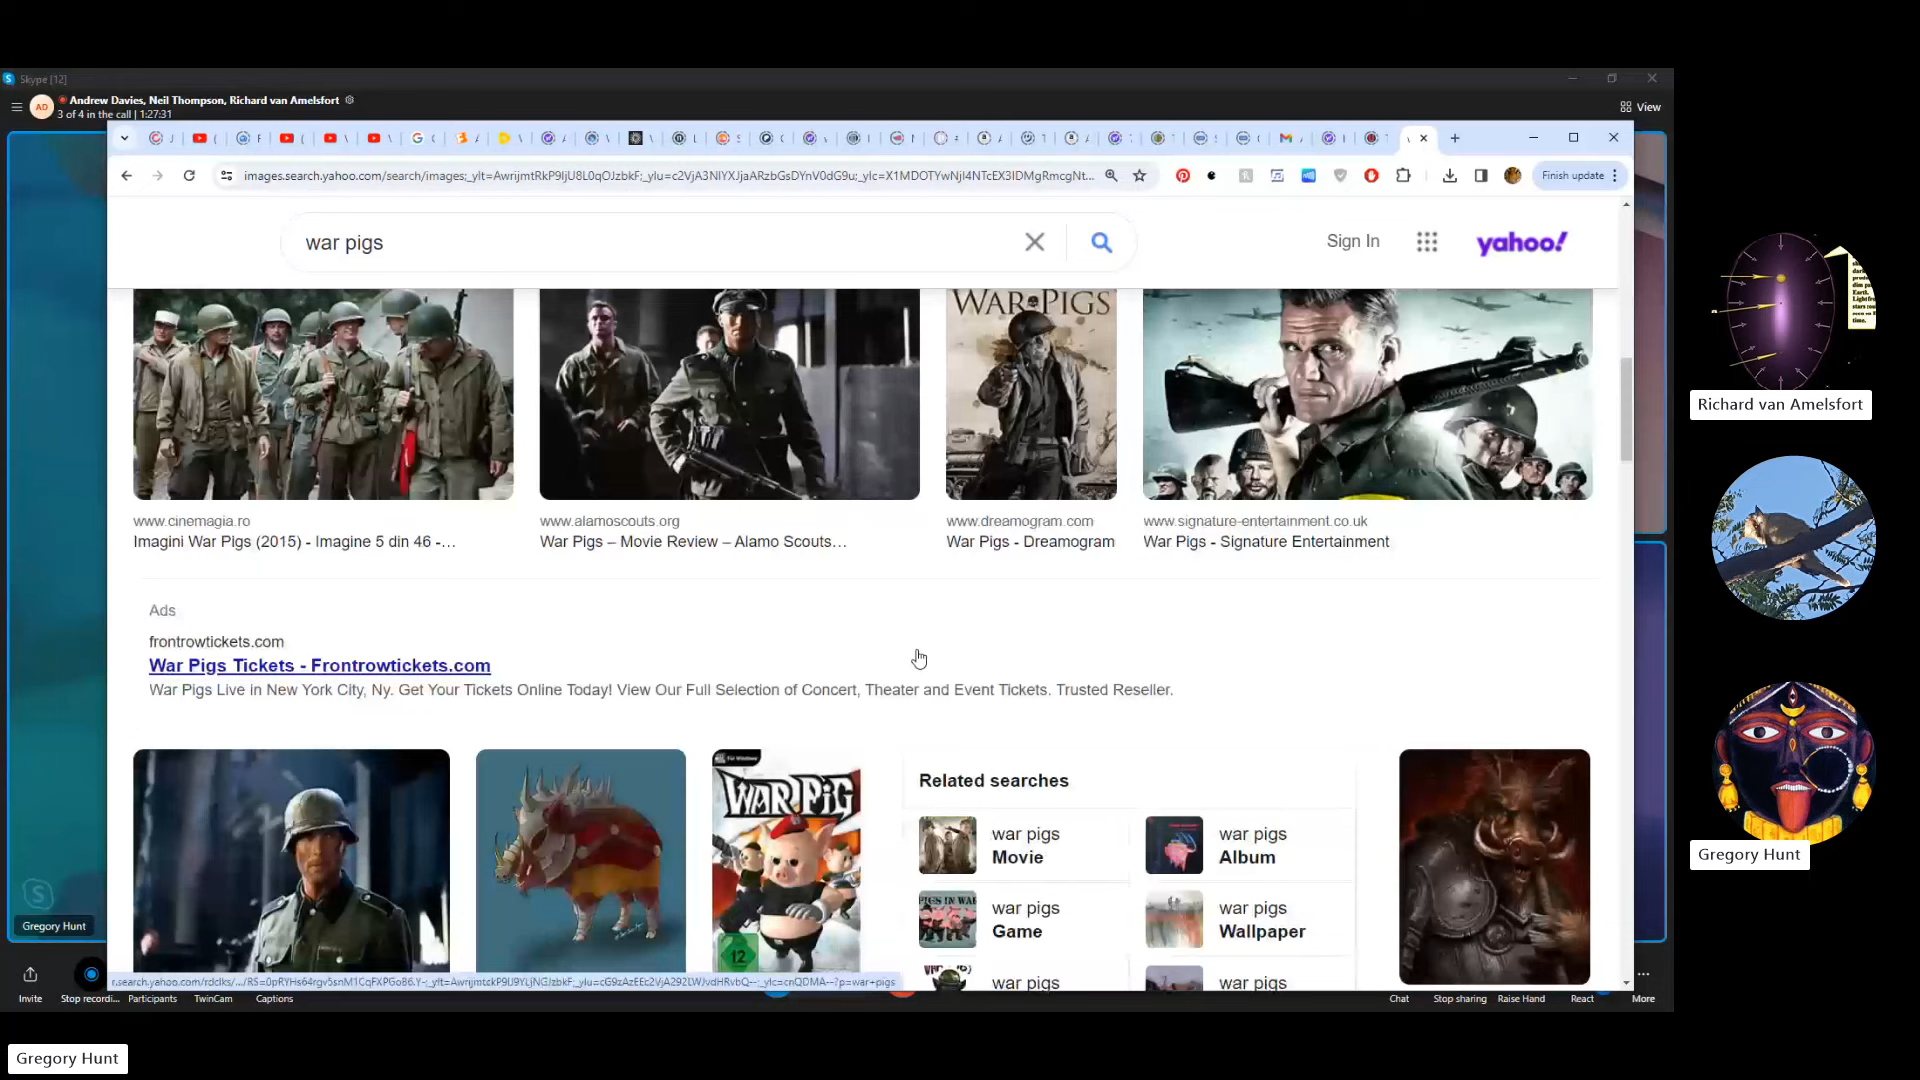 Skype [12]
AD
Andrew Davies, Neil Thompson, Richard van Amelsfort
3 of 4 in the call | 1:27:31
View
images.search.yahoo.com/search/images;_ylt=
Finish update
war pigs
Sign In
yahoo!
WAR PIGS
www.cinemagia.ro
Imagini War Pigs (2015) - Imagine 5 din 46 -…
www.alamoscouts.org
War Pigs – Movie Review – Alamo Scouts…
www.dreamogram.com
War Pigs - Dreamogram
www.signature-entertainment.co.uk
War Pigs - Signature Entertainment
Ads
frontrowtickets.com
War Pigs Tickets - Frontrowtickets.com
War Pigs Live in New York City, Ny. Get Your Tickets Online Today! View Our Full Selection of Concert, Theater and Event Tickets. Trusted Reseller.
WAR PIG
12
Related searches
war pigs
Movie
war pigs
Album
war pigs
Game
war pigs
Wallpaper
war pigs
war pigs
Gregory Hunt
Invite
Stop recordi...
Participants
TwinCam
Captions
Chat
Stop sharing
Raise Hand
React
More
Richard van Amelsfort
Gregory Hunt
Gregory Hunt